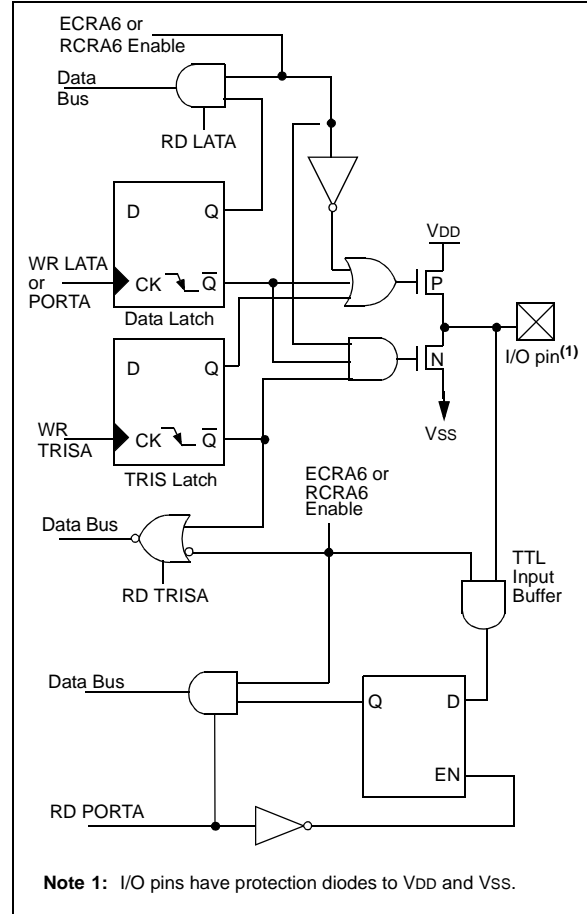 ECRA6 or
RCRA6 Enable
Data
Bus
RD LATA
D Q
VDD
WR LATA
or
PORTA
CK Q
P
Data Latch
I/O pin(1)
D Q
N
WR
TRISA
CK Q
VSS
TRIS Latch
ECRA6 or
RCRA6
Enable
Data Bus
TTL
Input
Buffer
RD TRISA
Data Bus
Q D
EN
RD PORTA
Note 1: I/O pins have protection diodes to VDD and VSS.